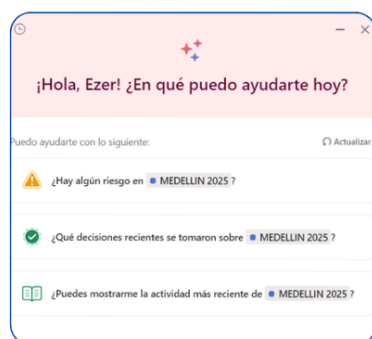 ¡Hola, Ezer! ¿En qué puedo ayudarte hoy?
Puedo ayudarte con lo siguiente: Actualizar
¿Hay algún riesgo en MEDELLIN 2025 ?
¿Qué decisiones recientes se tomaron sobre MEDELLIN 2025 ?
¿Puedes mostrarme la actividad más reciente de MEDELLIN 2025 ?